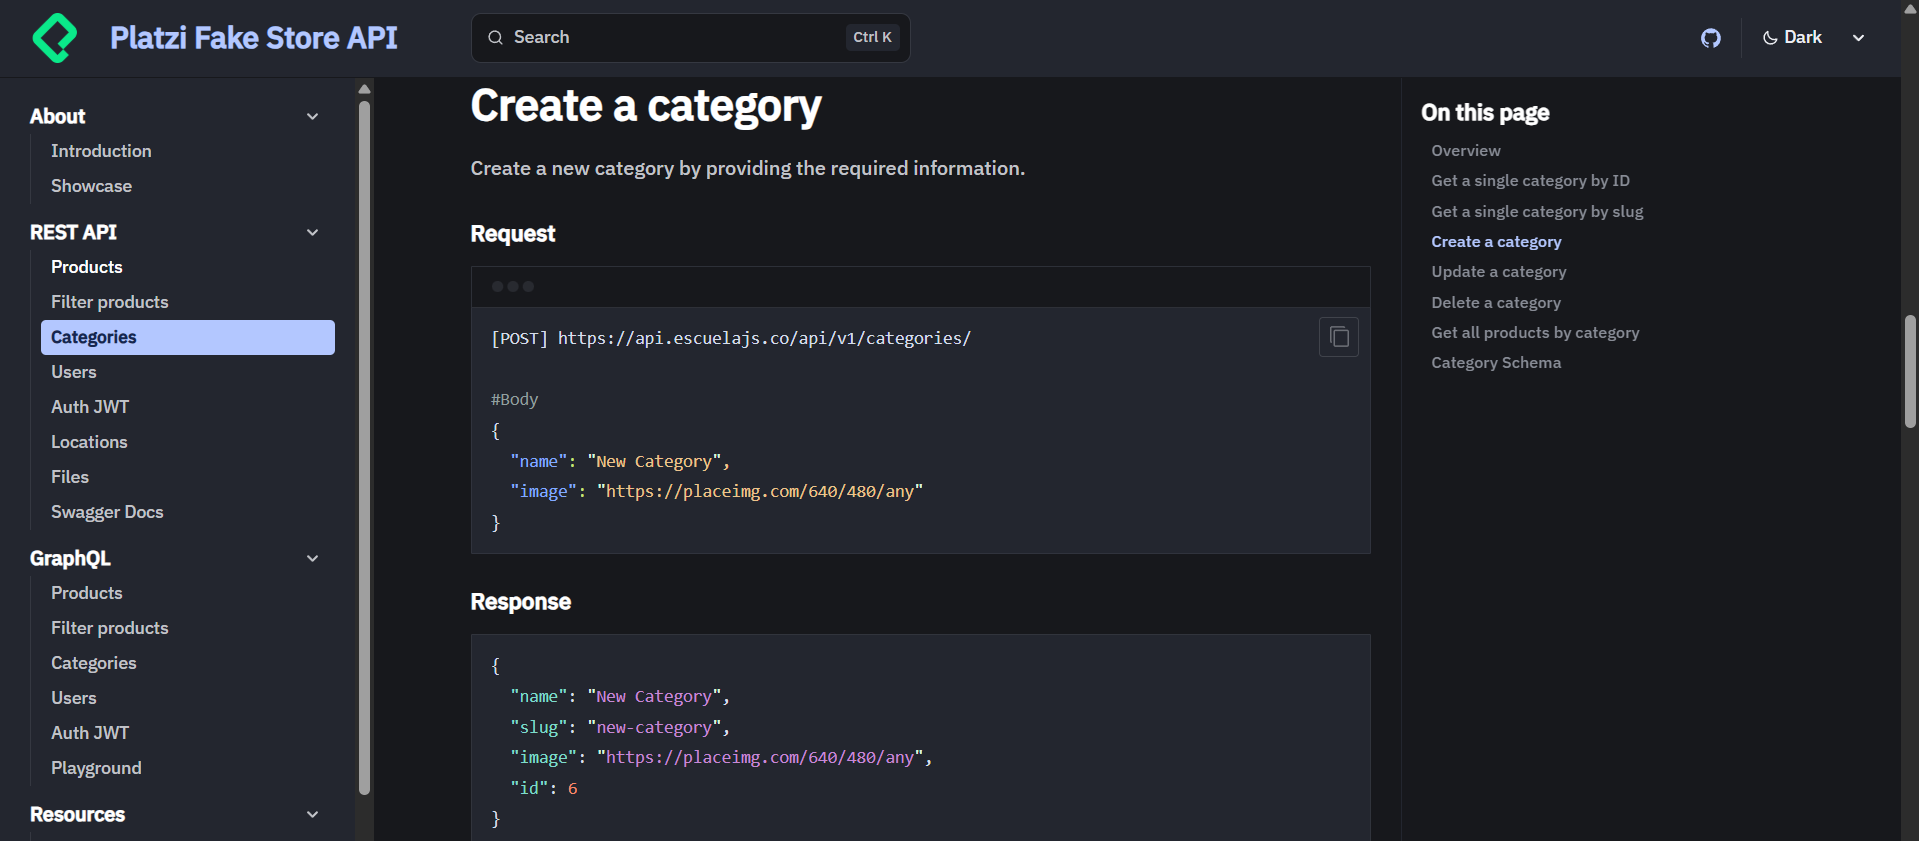 Platzi Fake Store API
Search
Ctrl K
Dark
About
Introduction
Showcase
REST API
Products
Filter products
Categories
Users
Auth JWT
Locations
Files
Swagger Docs
GraphQL
Products
Filter products
Categories
Users
Auth JWT
Playground
Resources
Create a category
Create a new category by providing the required information.
Request
[POST] https://api.escuelajs.co/api/v1/categories/
#Body
{
  "name": "New Category",
  "image": "https://placeimg.com/640/480/any"
}
Response
{
  "name": "New Category",
  "slug": "new-category",
  "image": "https://placeimg.com/640/480/any",
  "id": 6
}
On this page
Overview
Get a single category by ID
Get a single category by slug
Create a category
Update a category
Delete a category
Get all products by category
Category Schema